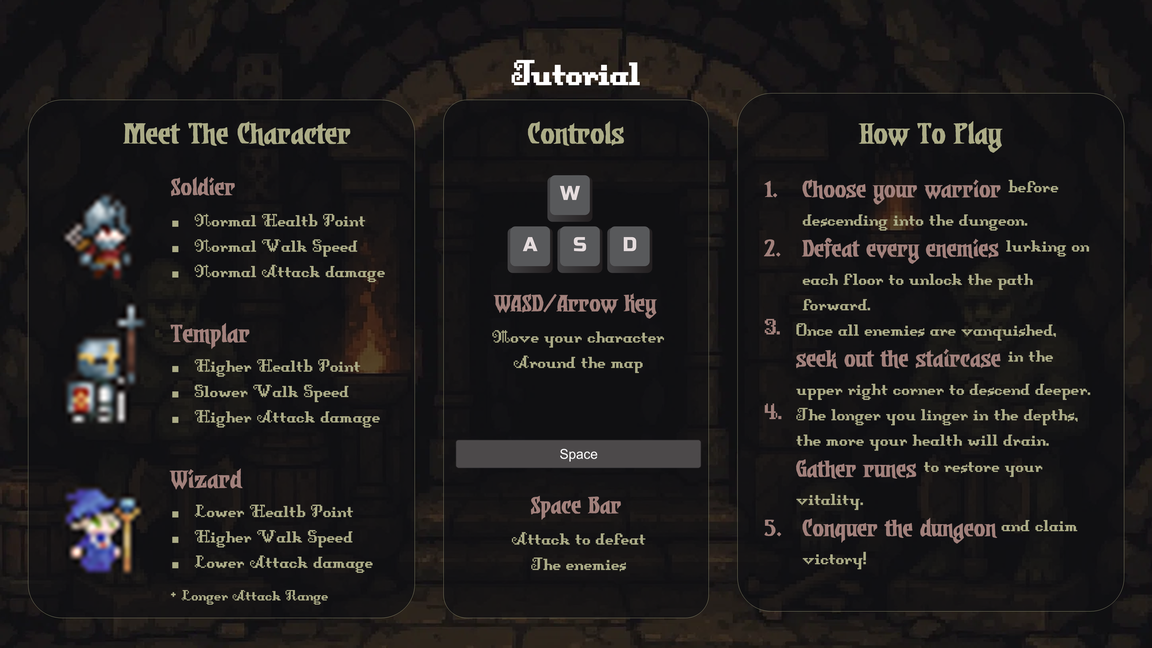 Tutorial
Meet The Character
Soldier
▪ Normal Health Point
▪ Normal Walk Speed
▪ Normal Attack damage
Templar
▪ Higher Health Point
▪ Slower Walk Speed
▪ Higher Attack damage
Wizard
▪ Lower Health Point
▪ Higher Walk Speed
▪ Lower Attack damage
+ Longer Attack Range
Controls
W
A S D
WASD/Arrow Key
Move your character
Around the map
Space
Space Bar
Attack to defeat
The enemies
How To Play
1. Choose your warrior before
descending into the dungeon.
2. Defeat every enemies lurking on
each floor to unlock the path
forward.
3. Once all enemies are vanquished,
seek out the staircase in the
upper right corner to descend deeper.
4. The longer you linger in the depths,
the more your health will drain.
Gather runes to restore your
vitality.
5. Conquer the dungeon and claim
victory!